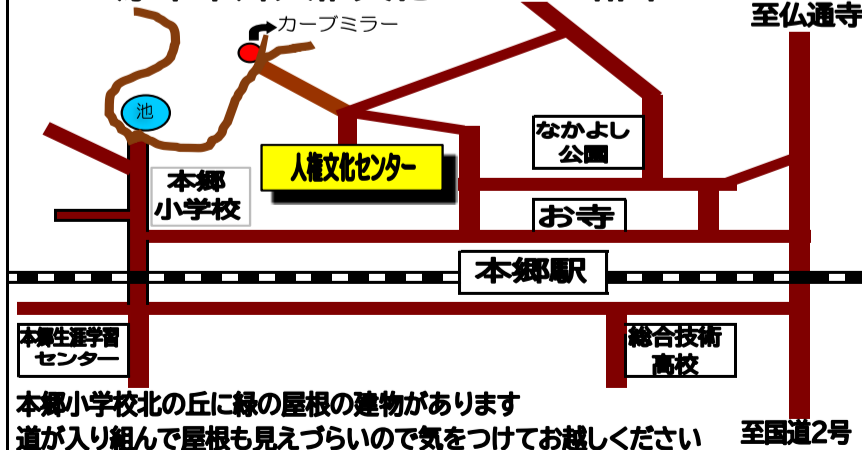 至仏通寺
カーブミラー
池
なかよし
公園
人権文化センター
本郷
小学校
お寺
本郷駅
本郷生涯学習
センター
総合技術
高校
本郷小学校北の丘に緑の屋根の建物があります
道が入り組んで屋根も見えづらいので気をつけてお越しください
至国道2号